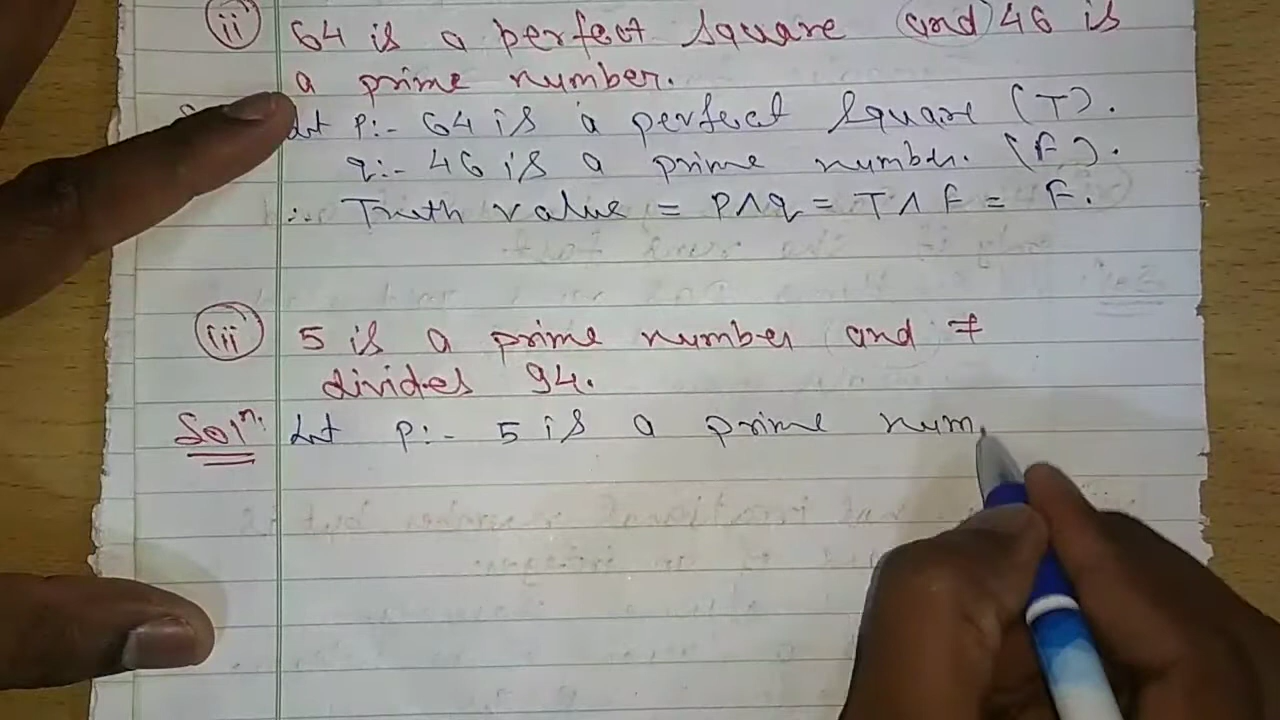 (ii) 64 is a perfect square and 46 is
a prime number.
Let p:- 64 is a perfect square (T).
q:- 46 is a prime number. (F).
∴ Truth value = p∧q = T∧F = F.
(iii) 5 is a prime number and 7
divides 94.
Solⁿ. Let p:- 5 is a prime num